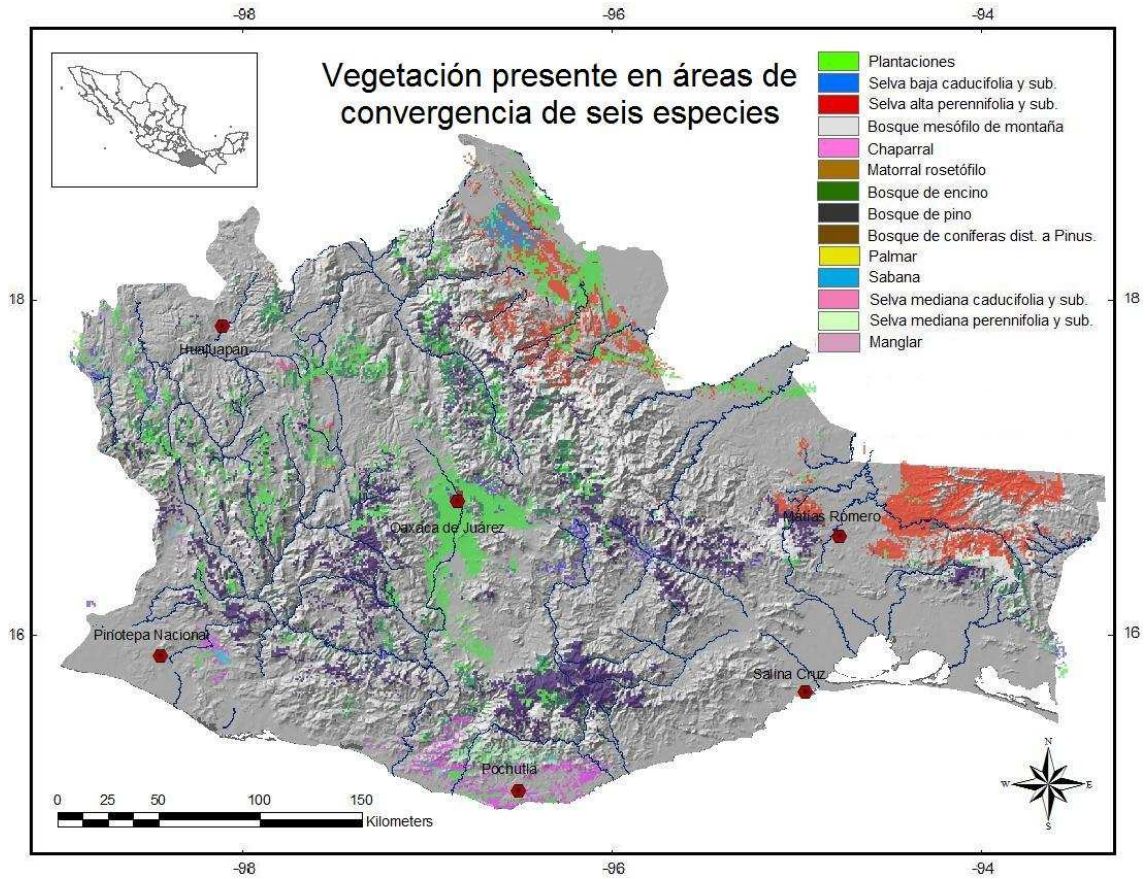 -98
-96
-94
Vegetación presente en áreas de
convergencia de seis especies
Plantaciones
Selva baja caducifolia y sub.
Selva alta perennifolia y sub.
Bosque mesófilo de montaña
Chaparral
Matorral rosetófilo
Bosque de encino
Bosque de pino
Bosque de coníferas dist. a Pinus.
Palmar
Sabana
Selva mediana caducifolia y sub.
Selva mediana perennifolia y sub.
Manglar
18
18
Huajuapan
Oaxaca de Juárez
Matías Romero
16
16
Pinotepa Nacional
Salina Cruz
Pochutla
N
W
E
S
0
25
50
100
150
Kilometers
-98
-96
-94